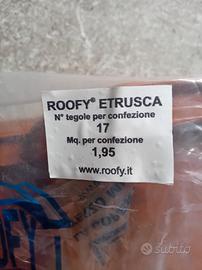 ROOFY® ETRUSCA
N° tegole per confezione
17
Mq. per confezione
1,95
www.roofy.it
subito